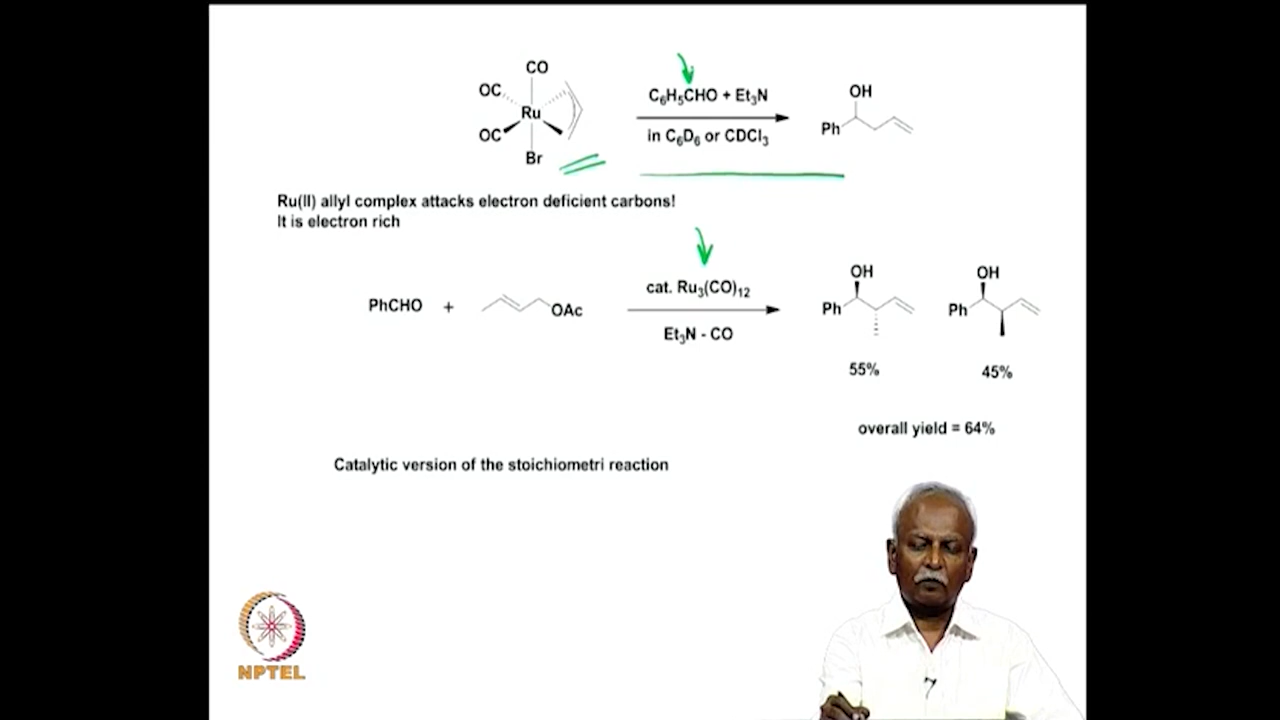 CO
OC
C₆H₅CHO + Et₃N
OH
Ru
Ph
OC
in C₆D₆ or CDCl₃
Br
Ru(II) allyl complex attacks electron deficient carbons!
It is electron rich
OH
OH
cat. Ru₃(CO)₁₂
PhCHO + OAc
Ph
Ph
Et₃N - CO
55%
45%
overall yield = 64%
Catalytic version of the stoichiometri reaction
NPTEL